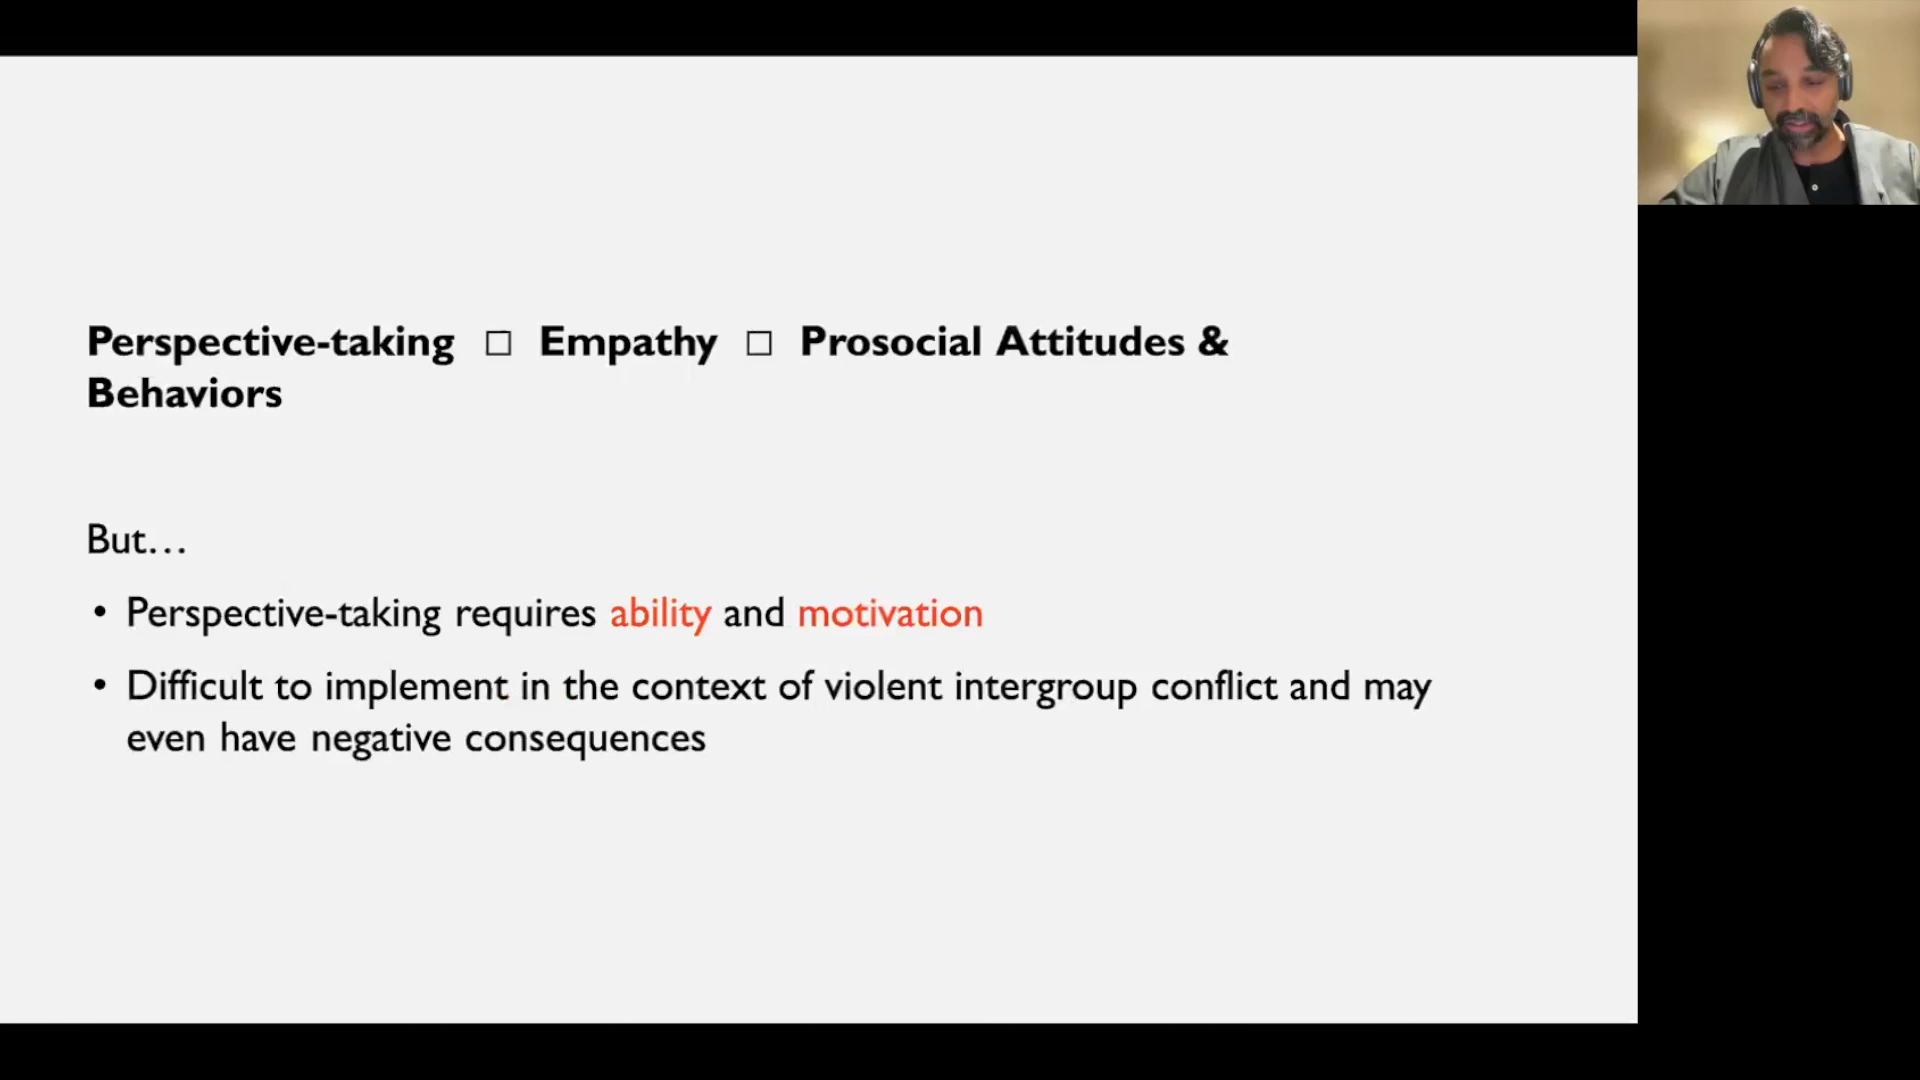 Perspective-taking □ Empathy □ Prosocial Attitudes &
Behaviors
But…
• Perspective-taking requires ability and motivation
• Difficult to implement in the context of violent intergroup conflict and may
even have negative consequences